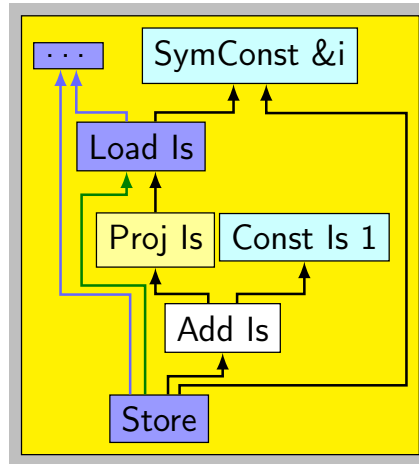 ...
SymConst &i
Load Is
Proj Is
Const Is 1
Add Is
Store